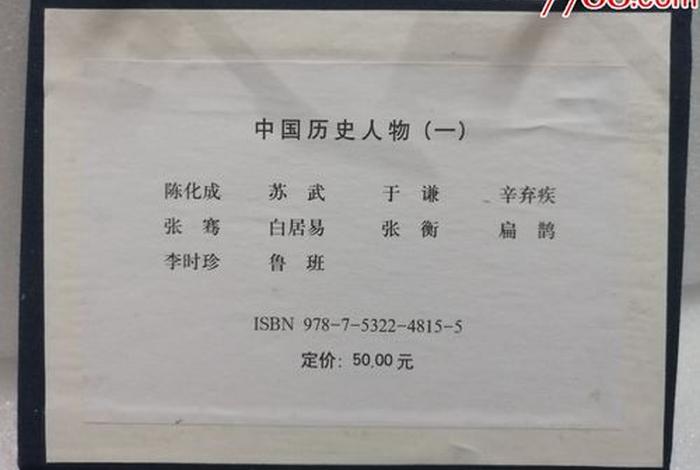 7788.com
中国历史人物（一）
陈化成 苏 武 于 谦 辛弃疾
张 骞 白居易 张 衡 扁 鹊
李时珍 鲁 班
ISBN 978-7-5322-4815-5
定价：50.00元